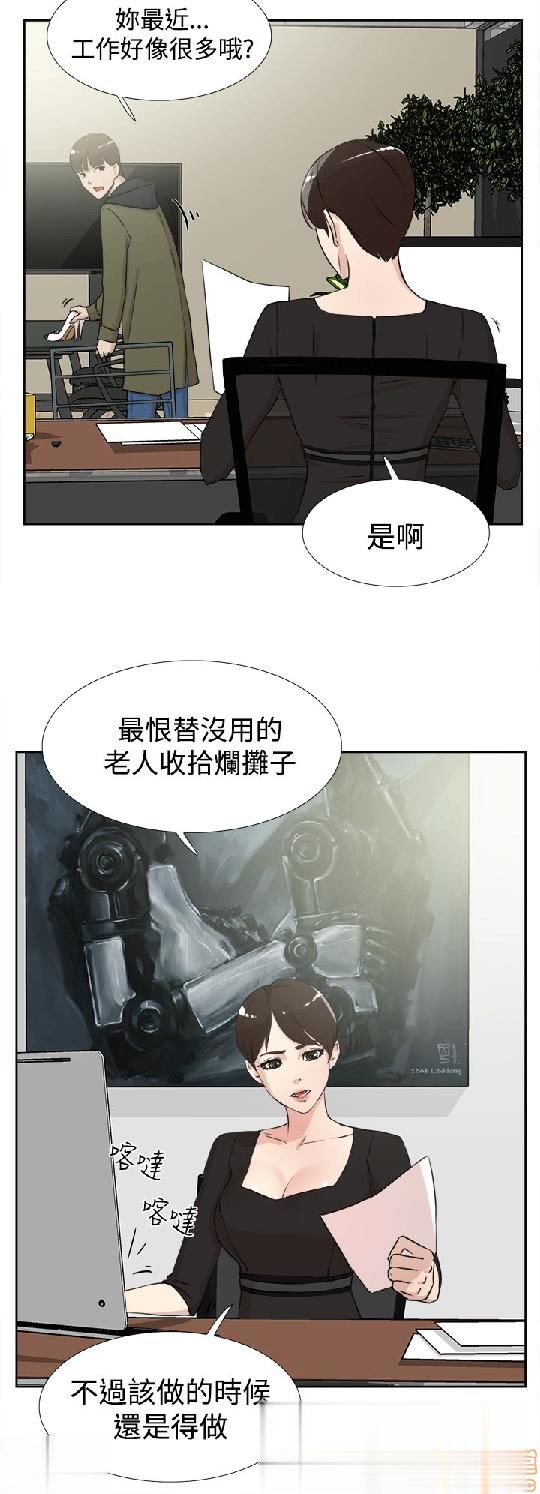 妳最近...
工作好像很多哦?
是啊
最恨替沒用的
老人收拾爛攤子
喀噠
喀噠
不過該做的時候
還是得做